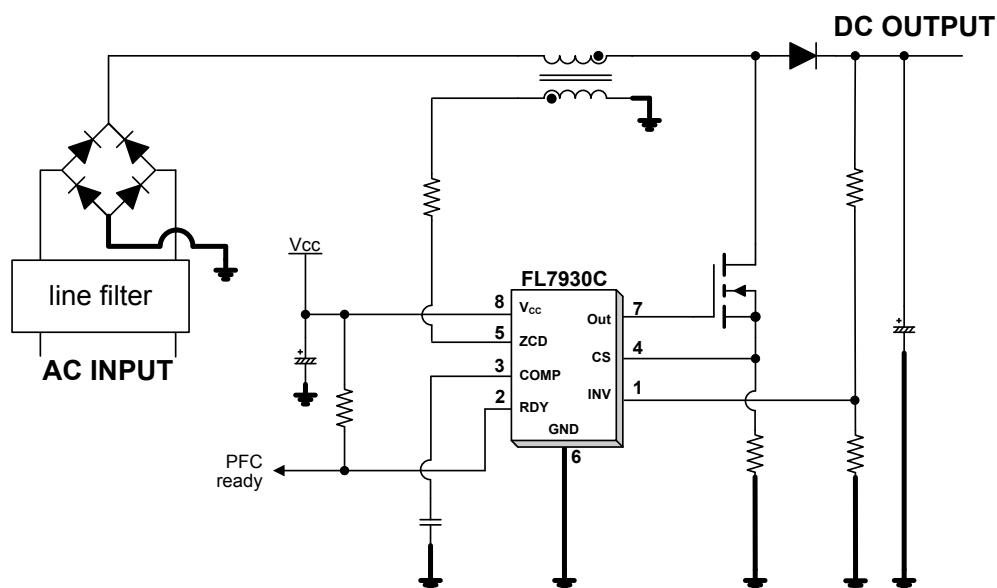 DC OUTPUT
line filter
AC INPUT
Vcc
FL7930C
8 VCC
5 ZCD
3 COMP
2 RDY
Out 7
CS 4
INV 1
GND
6
PFC
ready
+
+